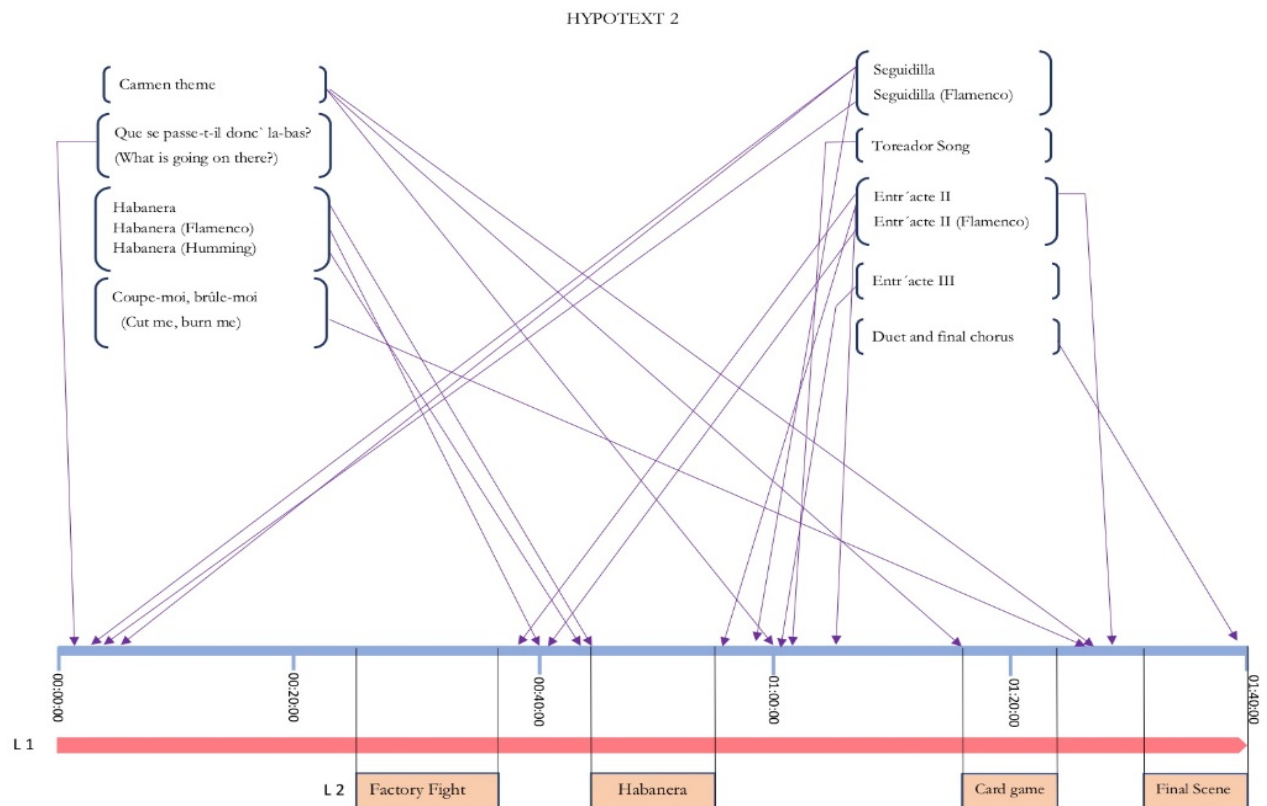 HYPOTEXT 2
Carmen theme
Que se passe-t-il donc` la-bas?
(What is going on there?)
Habanera
Habanera (Flamenco)
Habanera (Humming)
Coupe-moi, brûle-moi
(Cut me, burn me)
Seguidilla
Seguidilla (Flamenco)
Toreador Song
Entr´acte II
Entr´acte II (Flamenco)
Entr´acte III
Duet and final chorus
00:00:00
00:20:00
00:40:00
01:00:00
01:20:00
01:40:00
L 1
L 2
Factory Fight
Habanera
Card game
Final Scene